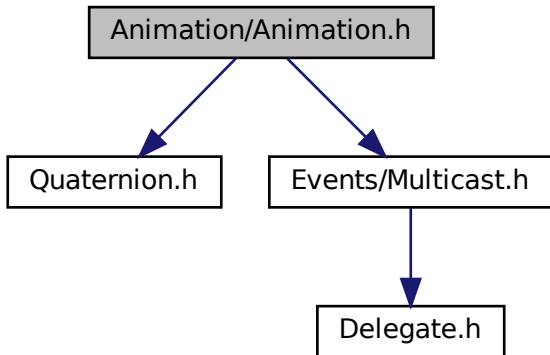 Animation/Animation.h
Quaternion.h
Events/Multicast.h
Delegate.h